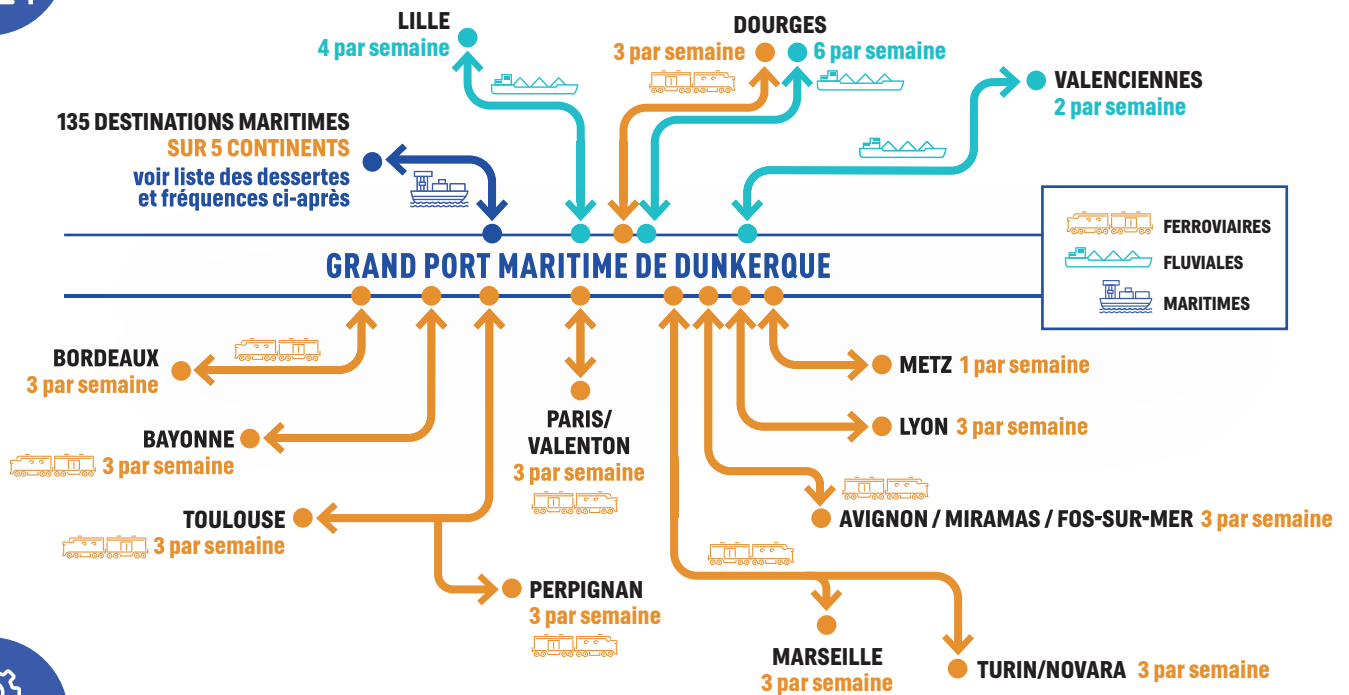 LILLE
4 par semaine
DOURGES
3 par semaine
6 par semaine
VALENCIENNES
2 par semaine
135 DESTINATIONS MARITIMES
SUR 5 CONTINENTS
voir liste des dessertes
et fréquences ci-après
FERROVIAIRES
FLUVIALES
MARITIMES
GRAND PORT MARITIME DE DUNKERQUE
BORDEAUX
3 par semaine
BAYONNE
3 par semaine
TOULOUSE
3 par semaine
PERPIGNAN
3 par semaine
PARIS/
VALENTON
3 par semaine
METZ 1 par semaine
LYON 3 par semaine
AVIGNON / MIRAMAS / FOS-SUR-MER 3 par semaine
MARSEILLE
3 par semaine
TURIN/NOVARA 3 par semaine